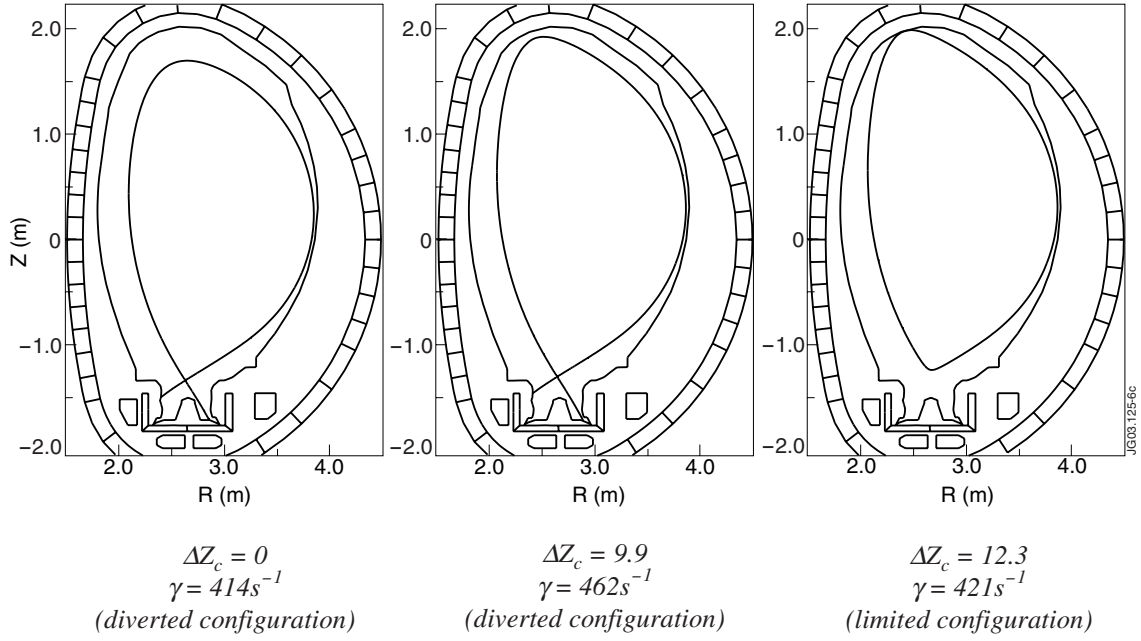 2.0
1.0
0
−1.0
−2.0
Z (m)
2.0 3.0 4.0
R (m)
2.0
1.0
0
−1.0
−2.0
2.0 3.0 4.0
R (m)
2.0
1.0
0
−1.0
−2.0
2.0 3.0 4.0
R (m)
JG03.125-6c
ΔZc = 0
γ = 414s⁻¹
(diverted configuration)
ΔZc = 9.9
γ = 462s⁻¹
(diverted configuration)
ΔZc = 12.3
γ = 421s⁻¹
(limited configuration)